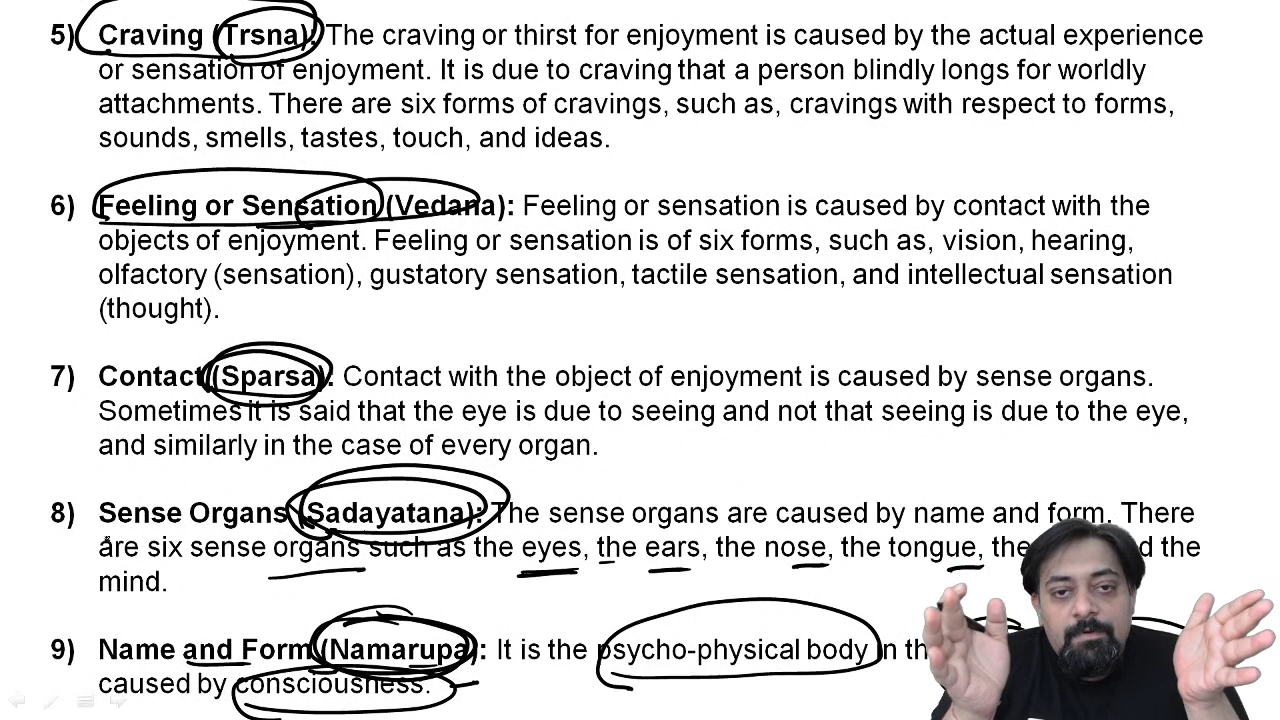 5) Craving (Trsna): The craving or thirst for enjoyment is caused by the actual experience
or sensation of enjoyment. It is due to craving that a person blindly longs for worldly
attachments. There are six forms of cravings, such as, cravings with respect to forms,
sounds, smells, tastes, touch, and ideas.
6) Feeling or Sensation (Vedana): Feeling or sensation is caused by contact with the
objects of enjoyment. Feeling or sensation is of six forms, such as, vision, hearing,
olfactory (sensation), gustatory sensation, tactile sensation, and intellectual sensation
(thought).
7) Contact (Sparsa): Contact with the object of enjoyment is caused by sense organs.
Sometimes it is said that the eye is due to seeing and not that seeing is due to the eye,
and similarly in the case of every organ.
8) Sense Organs (Sadayatana): The sense organs are caused by name and form. There
are six sense organs such as the eyes, the ears, the nose, the tongue, the d the
mind.
9) Name and Form (Namarupa): It is the psycho-physical body in th
caused by consciousness.